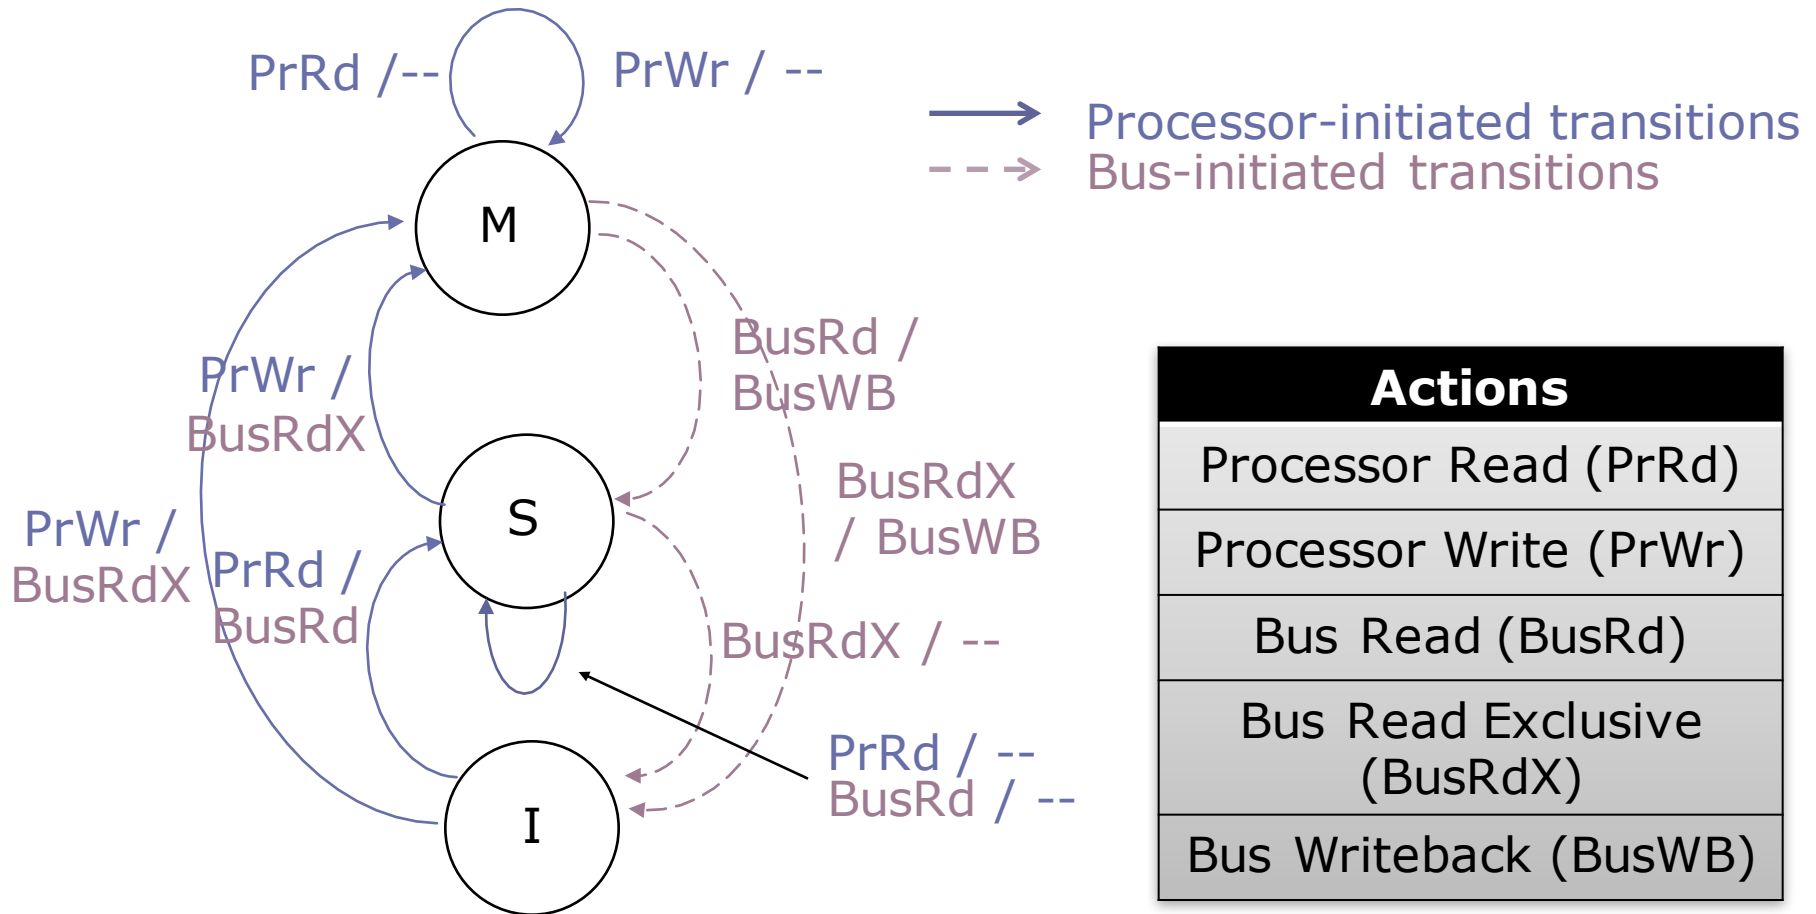 PrRd /--
PrWr / --
Processor-initiated transitions
Bus-initiated transitions
M
BusRd /
BusWB
PrWr /
BusRdX
Actions
Processor Read (PrRd)
Processor Write (PrWr)
Bus Read (BusRd)
Bus Read Exclusive
(BusRdX)
Bus Writeback (BusWB)
S
BusRdX
/ BusWB
PrWr /
BusRdX
PrRd /
BusRd
BusRdX / --
PrRd / --
BusRd / --
I